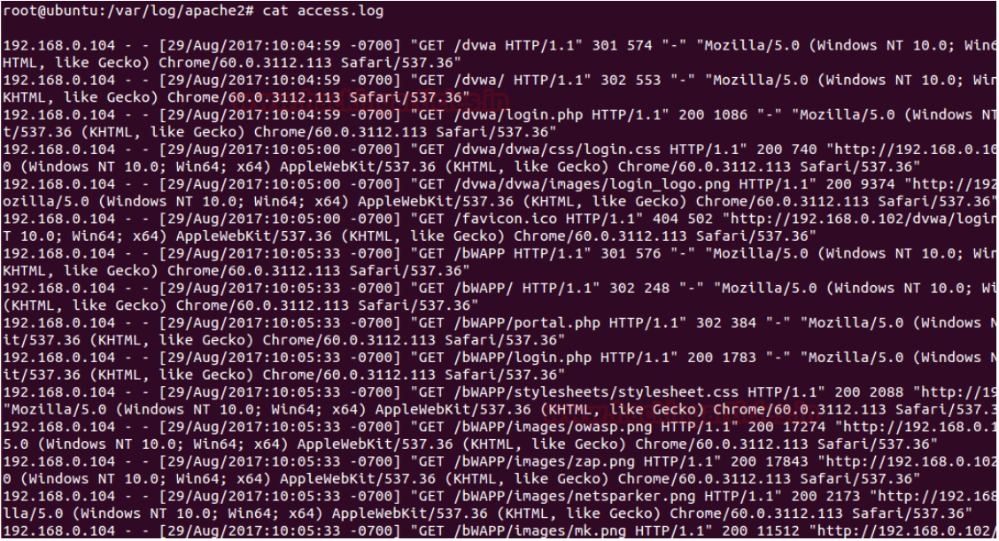 root@ubuntu:/var/log/apache2# cat access.log
192.168.0.104 - - [29/Aug/2017:10:04:59 -0700] "GET /dvwa HTTP/1.1" 301 574 "-" "Mozilla/5.0 (Windows NT 10.0; Win6
HTML, like Gecko) Chrome/60.0.3112.113 Safari/537.36"
192.168.0.104 - - [29/Aug/2017:10:04:59 -0700] "GET /dvwa/ HTTP/1.1" 302 553 "-" "Mozilla/5.0 (Windows NT 10.0; Win
KHTML, like Gecko) Chrome/60.0.3112.113 Safari/537.36"
192.168.0.104 - - [29/Aug/2017:10:04:59 -0700] "GET /dvwa/login.php HTTP/1.1" 200 1086 "-" "Mozilla/5.0 (Windows NT
t/537.36 (KHTML, like Gecko) Chrome/60.0.3112.113 Safari/537.36"
192.168.0.104 - - [29/Aug/2017:10:05:00 -0700] "GET /dvwa/dvwa/css/login.css HTTP/1.1" 200 740 "http://192.168.0.10
0 (Windows NT 10.0; Win64; x64) AppleWebKit/537.36 (KHTML, like Gecko) Chrome/60.0.3112.113 Safari/537.36"
192.168.0.104 - - [29/Aug/2017:10:05:00 -0700] "GET /dvwa/dvwa/images/login_logo.png HTTP/1.1" 200 9374 "http://192
ozilla/5.0 (Windows NT 10.0; Win64; x64) AppleWebKit/537.36 (KHTML, like Gecko) Chrome/60.0.3112.113 Safari/537.36"
192.168.0.104 - - [29/Aug/2017:10:05:00 -0700] "GET /favicon.ico HTTP/1.1" 404 502 "http://192.168.0.102/dvwa/login
T 10.0; Win64; x64) AppleWebKit/537.36 (KHTML, like Gecko) Chrome/60.0.3112.113 Safari/537.36"
192.168.0.104 - - [29/Aug/2017:10:05:33 -0700] "GET /bWAPP HTTP/1.1" 301 576 "-" "Mozilla/5.0 (Windows NT 10.0; Win
KHTML, like Gecko) Chrome/60.0.3112.113 Safari/537.36"
192.168.0.104 - - [29/Aug/2017:10:05:33 -0700] "GET /bWAPP/ HTTP/1.1" 302 248 "-" "Mozilla/5.0 (Windows NT 10.0; Wi
(KHTML, like Gecko) Chrome/60.0.3112.113 Safari/537.36"
192.168.0.104 - - [29/Aug/2017:10:05:33 -0700] "GET /bWAPP/portal.php HTTP/1.1" 302 384 "-" "Mozilla/5.0 (Windows N
it/537.36 (KHTML, like Gecko) Chrome/60.0.3112.113 Safari/537.36"
192.168.0.104 - - [29/Aug/2017:10:05:33 -0700] "GET /bWAPP/login.php HTTP/1.1" 200 1783 "-" "Mozilla/5.0 (Windows N
it/537.36 (KHTML, like Gecko) Chrome/60.0.3112.113 Safari/537.36"
192.168.0.104 - - [29/Aug/2017:10:05:33 -0700] "GET /bWAPP/stylesheets/stylesheet.css HTTP/1.1" 200 2088 "http://19
"Mozilla/5.0 (Windows NT 10.0; Win64; x64) AppleWebKit/537.36 (KHTML, like Gecko) Chrome/60.0.3112.113 Safari/537.3
192.168.0.104 - - [29/Aug/2017:10:05:33 -0700] "GET /bWAPP/images/owasp.png HTTP/1.1" 200 17274 "http://192.168.0.1
5.0 (Windows NT 10.0; Win64; x64) AppleWebKit/537.36 (KHTML, like Gecko) Chrome/60.0.3112.113 Safari/537.36"
192.168.0.104 - - [29/Aug/2017:10:05:33 -0700] "GET /bWAPP/images/zap.png HTTP/1.1" 200 17843 "http://192.168.0.102
0 (Windows NT 10.0; Win64; x64) AppleWebKit/537.36 (KHTML, like Gecko) Chrome/60.0.3112.113 Safari/537.36"
192.168.0.104 - - [29/Aug/2017:10:05:33 -0700] "GET /bWAPP/images/netsparker.png HTTP/1.1" 200 2173 "http://192.168
lla/5.0 (Windows NT 10.0; Win64; x64) AppleWebKit/537.36 (KHTML, like Gecko) Chrome/60.0.3112.113 Safari/537.36"
192.168.0.104 - - [29/Aug/2017:10:05:33 -0700] "GET /bWAPP/images/mk.png HTTP/1.1" 200 11512 "http://192.168.0.102/